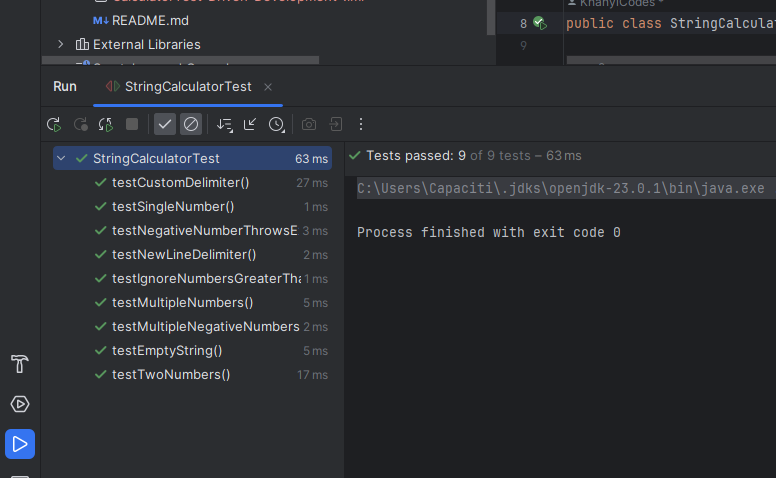 README.md
External Libraries
KhanyiCodes
8 public class StringCalculat
9
Run StringCalculatorTest
StringCalculatorTest 63 ms
testCustomDelimiter() 27 ms
testSingleNumber() 1 ms
testNegativeNumberThrowsE 3 ms
testNewLineDelimiter() 2 ms
testIgnoreNumbersGreaterTha 1 ms
testMultipleNumbers() 5 ms
testMultipleNegativeNumbers 2 ms
testEmptyString() 5 ms
testTwoNumbers() 17 ms
Tests passed: 9 of 9 tests – 63 ms
C:\Users\Capaciti\.jdks\openjdk-23.0.1\bin\java.exe
Process finished with exit code 0